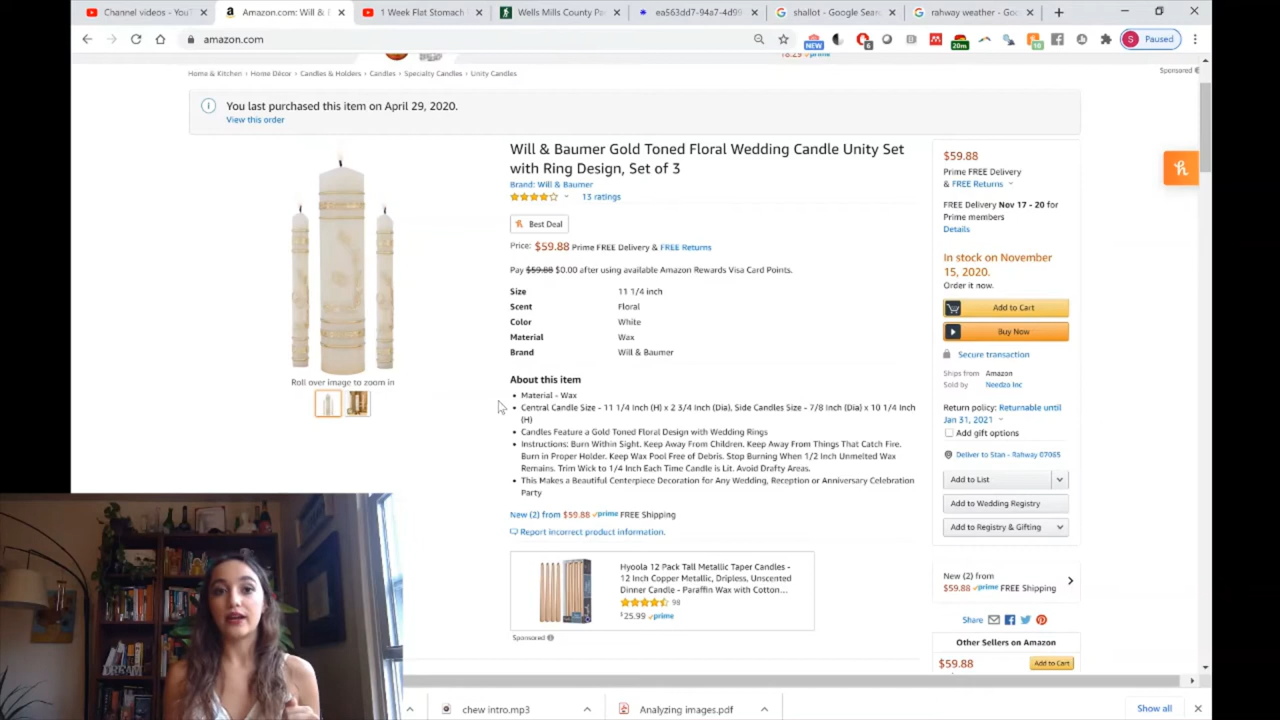 Channel videos - YouT
Amazon.com: Will &
1 Week Flat Stomach
Wells Mills County Pa
ea563dd7-94a7-4d99
shallot - Google Sear
rahway weather - Goo
amazon.com
NEW
6
20m
10
S Paused
18.29 prime
Home & Kitchen › Home Décor › Candles & Holders › Candles › Specialty Candles › Unity Candles
Sponsored
You last purchased this item on April 29, 2020.
View this order
Will & Baumer Gold Toned Floral Wedding Candle Unity Set
with Ring Design, Set of 3
Brand: Will & Baumer
13 ratings
Best Deal
Price: $59.88 Prime FREE Delivery & FREE Returns
Pay $59.88 $0.00 after using available Amazon Rewards Visa Card Points.
Size 11 1/4 inch
Scent Floral
Color White
Material Wax
Brand Will & Baumer
Roll over image to zoom in
About this item
• Material - Wax
• Central Candle Size - 11 1/4 Inch (H) x 2 3/4 Inch (Dia), Side Candles Size - 7/8 Inch (Dia) x 10 1/4 Inch
(H)
• Candles Feature a Gold Toned Floral Design with Wedding Rings
• Instructions: Burn Within Sight. Keep Away From Children. Keep Away From Things That Catch Fire.
Burn in Proper Holder. Keep Wax Pool Free of Debris. Stop Burning When 1/2 Inch Unmelted Wax
Remains. Trim Wick to 1/4 Inch Each Time Candle is Lit. Avoid Drafty Areas.
• This Makes a Beautiful Centerpiece Decoration for Any Wedding, Reception or Anniversary Celebration
Party
New (2) from $59.88 prime FREE Shipping
Report incorrect product information.
Hyoola 12 Pack Tall Metallic Taper Candles -
12 Inch Copper Metallic, Dripless, Unscented
Dinner Candle - Paraffin Wax with Cotton...
98
$25.99 prime
Sponsored
$59.88
Prime FREE Delivery
& FREE Returns
FREE Delivery Nov 17 - 20 for
Prime members
Details
In stock on November
15, 2020.
Order it now.
Add to Cart
Buy Now
Secure transaction
Ships from Amazon
Sold by Needzo Inc
Return policy: Returnable until
Jan 31, 2021
Add gift options
Deliver to Stan - Rahway 07065
Add to List
Add to Wedding Registry
Add to Registry & Gifting
New (2) from
$59.88 prime FREE Shipping
Share
Other Sellers on Amazon
$59.88
Add to Cart
DREAM
chew intro.mp3
Analyzing images.pdf
Show all